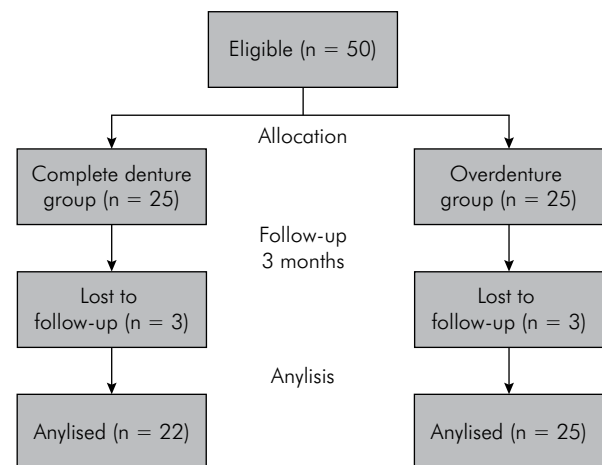 Eligible (n = 50)
Allocation
Complete denture
group (n = 25)
Overdenture
group (n = 25)
Follow-up
3 months
Lost to
follow-up (n = 3)
Lost to
follow-up (n = 3)
Anylisis
Anylised (n = 22)
Anylised (n = 25)